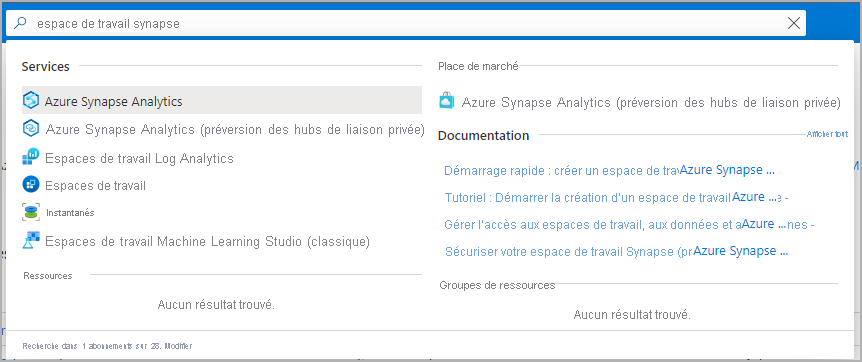 espace de travail synapse
Services
Azure Synapse Analytics
Azure Synapse Analytics (préversion des hubs de liaison privée)
Espaces de travail Log Analytics
Espaces de travail
Instantanés
Espaces de travail Machine Learning Studio (classique)
Ressources
Aucun résultat trouvé.
Place de marché
Azure Synapse Analytics (préversion des hubs de liaison privée)
Documentation
Afficher tout
Démarrage rapide : créer un espace de Azure Synapse ...
Tutoriel : Démarrer la création d'un espace de travail Azure ... -
Gérer l'accès aux espaces de travail, aux données et Azure ... -
Sécuriser votre espace de travail Synapse Azure Synapse ...
Groupes de ressources
Aucun résultat trouvé.
Recherche dans 1 abonnements sur 28. Modifier